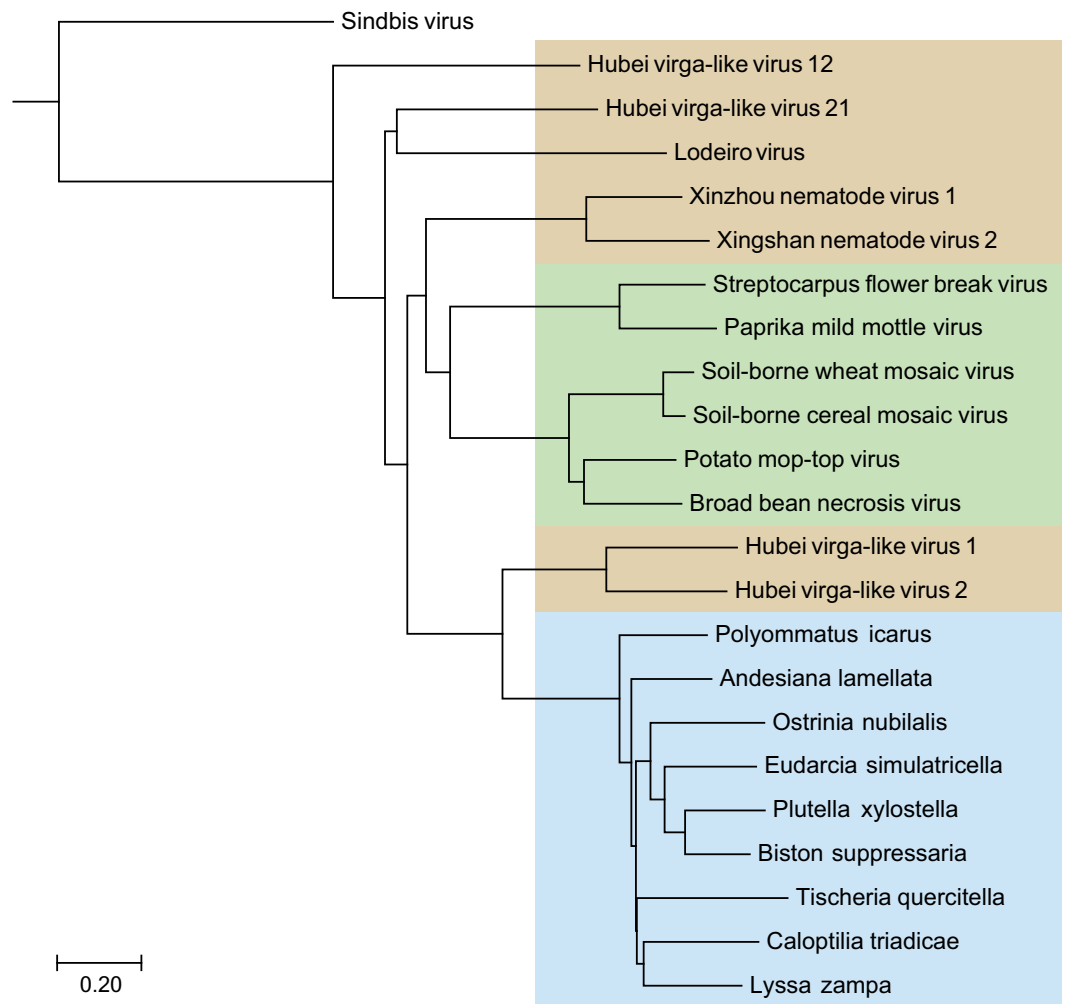 Sindbis virus
Hubei virga-like virus 12
Hubei virga-like virus 21
Lodeiro virus
Xinzhou nematode virus 1
Xingshan nematode virus 2
Streptocarpus flower break virus
Paprika mild mottle virus
Soil-borne wheat mosaic virus
Soil-borne cereal mosaic virus
Potato mop-top virus
Broad bean necrosis virus
Hubei virga-like virus 1
Hubei virga-like virus 2
Polyommatus icarus
Andesiana lamellata
Ostrinia nubilalis
Eudarcia simulatricella
Plutella xylostella
Biston suppressaria
Tischeria quercitella
Caloptilia triadicae
Lyssa zampa
0.20